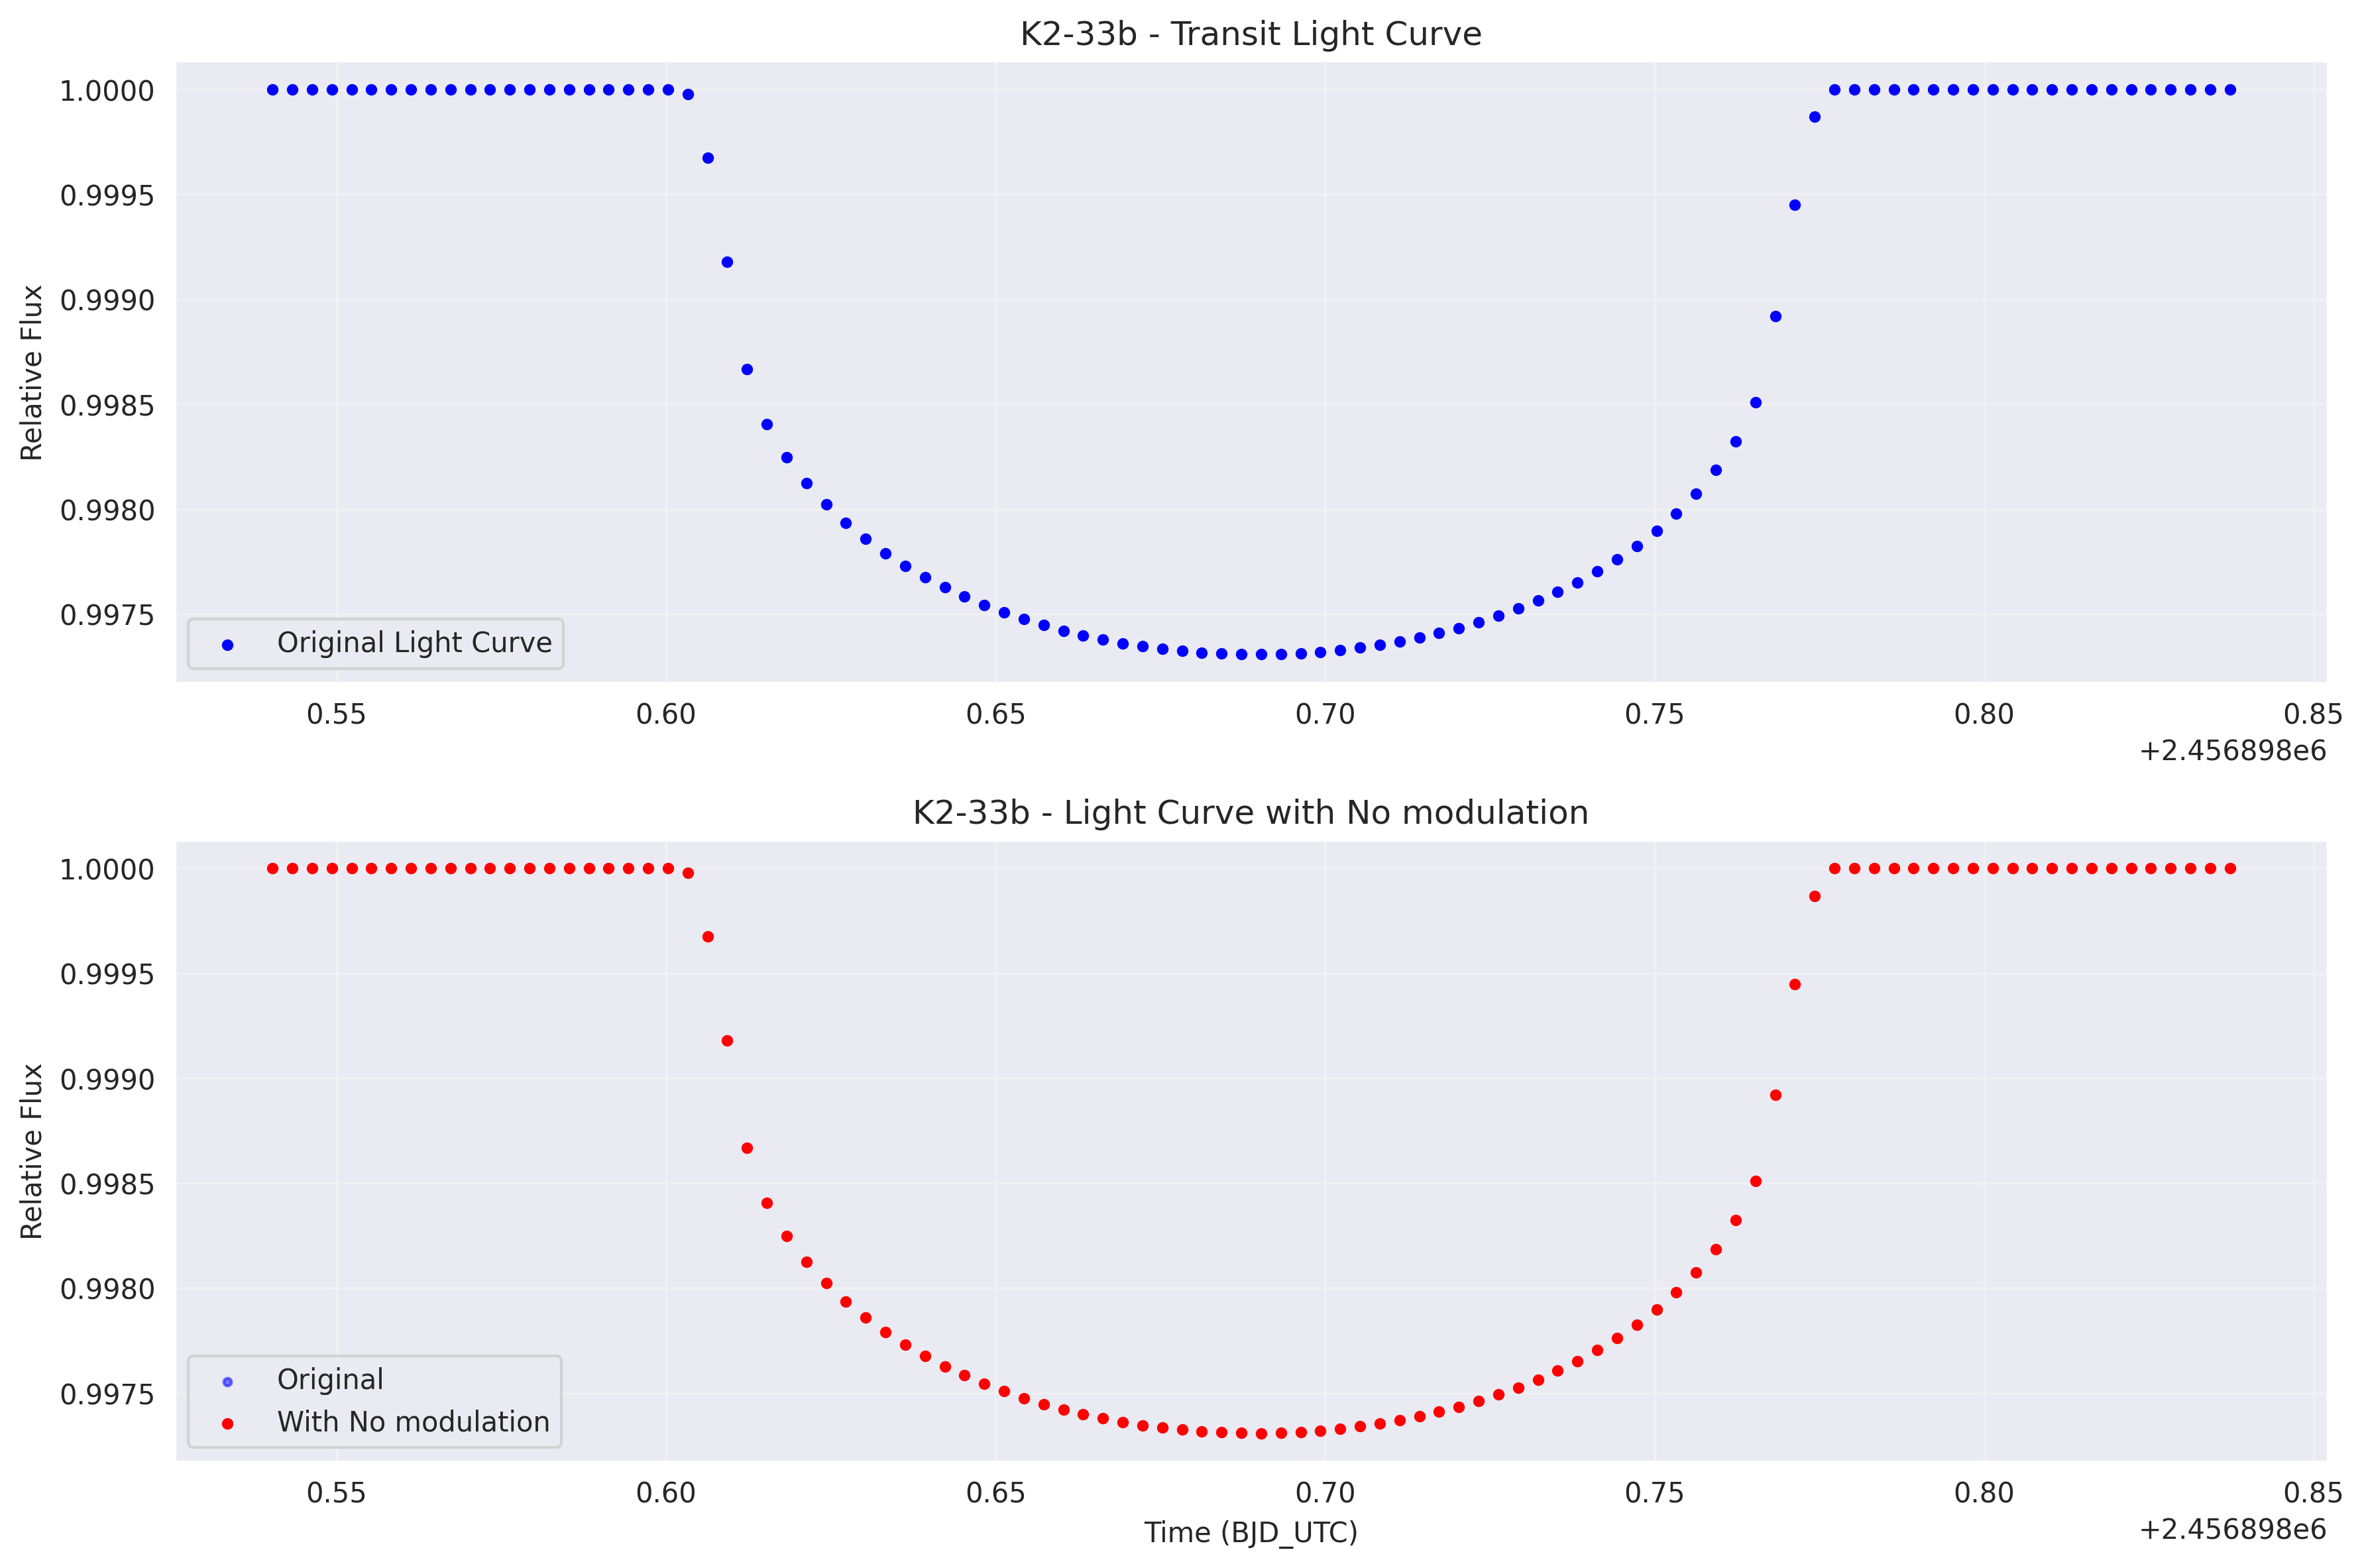 K2-33b - Transit Light Curve
Relative Flux
1.0000
0.9995
0.9990
0.9985
0.9980
0.9975
Original Light Curve
0.55 0.60 0.65 0.70 0.75 0.80 0.85
+2.456898e6
K2-33b - Light Curve with No modulation
Relative Flux
1.0000
0.9995
0.9990
0.9985
0.9980
0.9975
Original
With No modulation
0.55 0.60 0.65 0.70 0.75 0.80 0.85
Time (BJD_UTC)
+2.456898e6